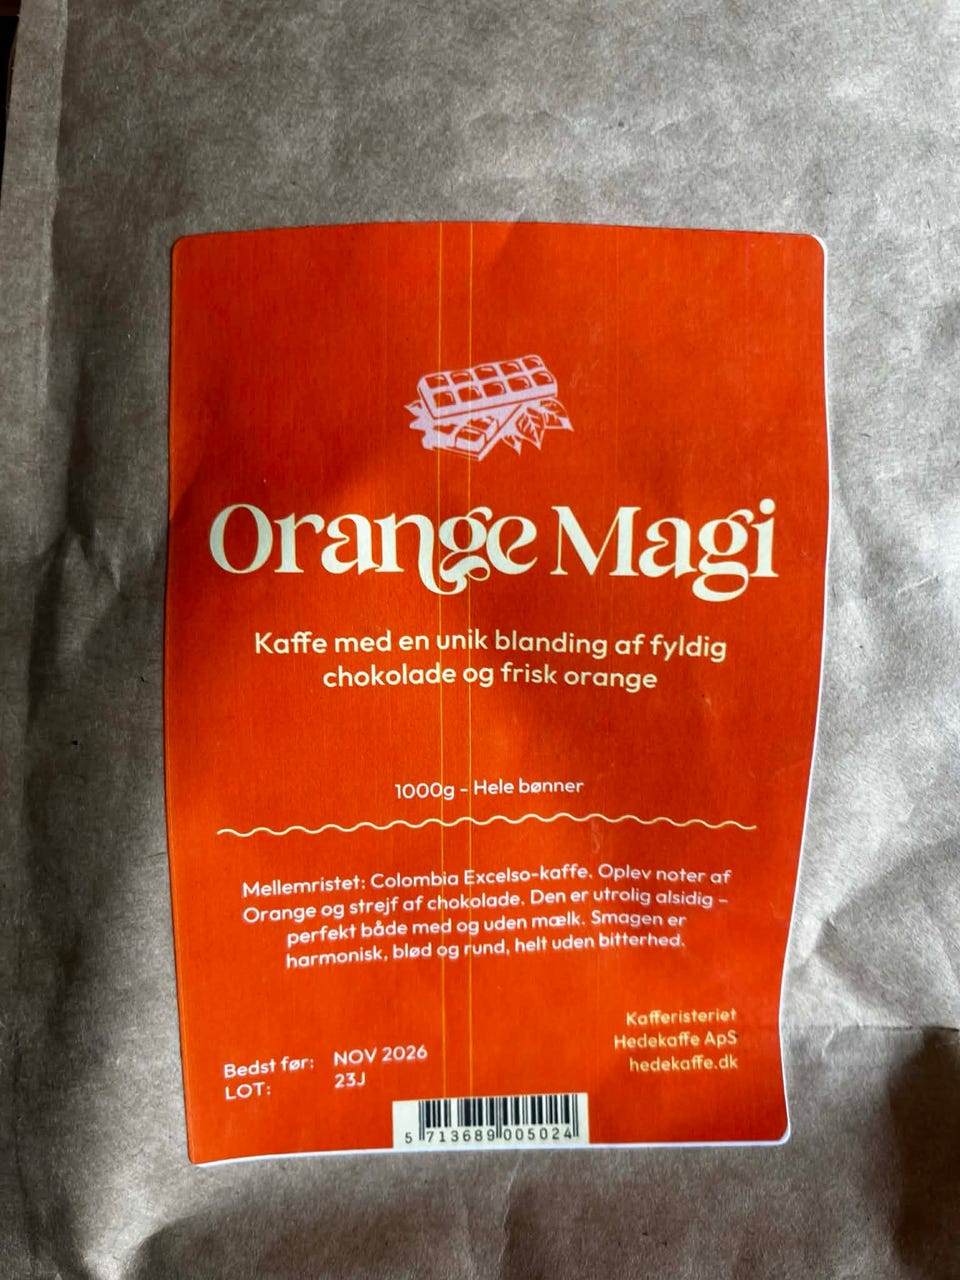 Orange Magi
Kaffe med en unik blanding af fyldig
chokolade og frisk orange
1000g - Hele bønner
Mellemristet: Colombia Excelso-kaffe. Oplev noter af
Orange og strejf af chokolade. Den er utrolig alsidig –
perfekt både med og uden mælk. Smagen er
harmonisk, blød og rund, helt uden bitterhed.
Kafferisteriet
Hedekaffe ApS
hedekaffe.dk
Bedst før: NOV 2026
LOT: 23J
5 713689 005024